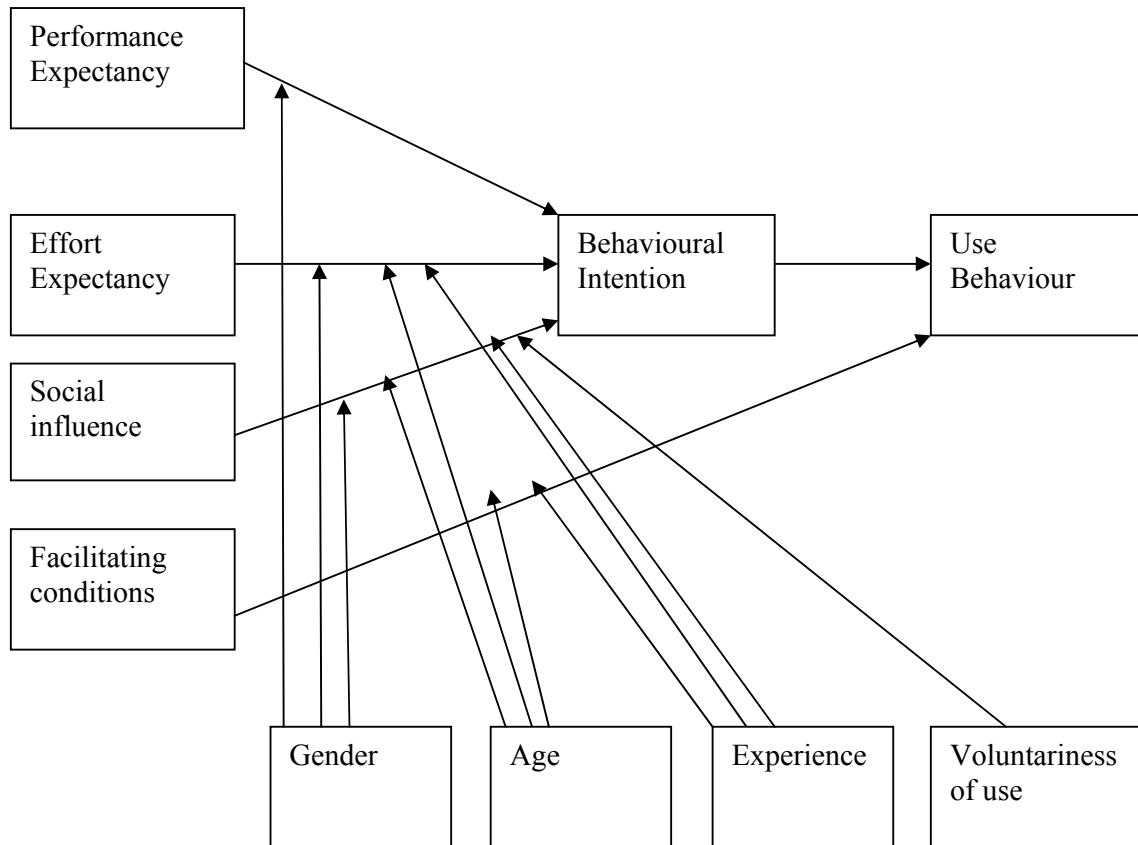 Performance
Expectancy
Effort
Expectancy
Behavioural
Intention
Use
Behaviour
Social
influence
Facilitating
conditions
Gender
Age
Experience
Voluntariness
of use